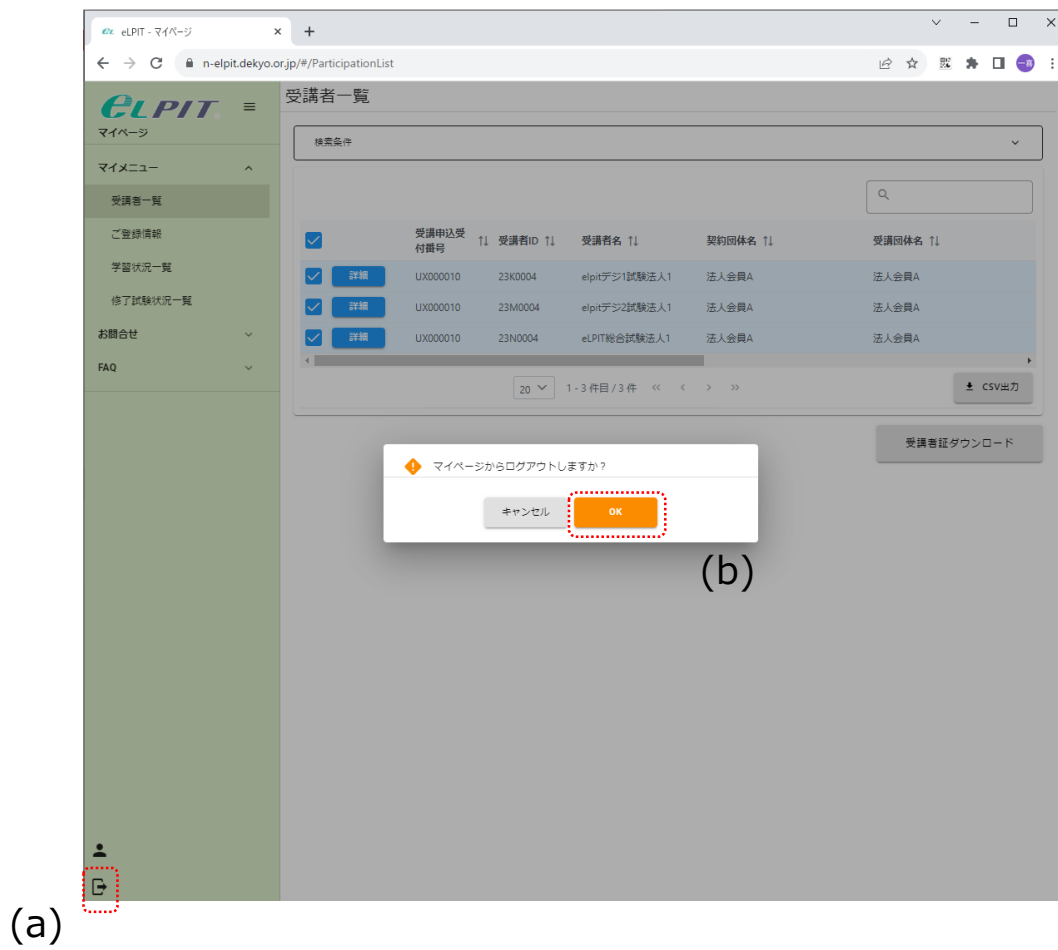 eLPIT - マイページ
n-elpit.dekyo.or.jp/#/ParticipationList
一喜
eLPIT
マイページ
マイメニュー
受講者一覧
ご登録情報
学習状況一覧
修了試験状況一覧
お問合せ
FAQ
受講者一覧
検索条件
受講申込受付番号 受講者ID 受講者名 契約団体名 受講団体名
詳細 UX000010 23K0004 elpitデジ1試験法人1 法人会員A 法人会員A
詳細 UX000010 23M0004 elpitデジ2試験法人1 法人会員A 法人会員A
詳細 UX000010 23N0004 eLPIT総合試験法人1 法人会員A 法人会員A
20 1 - 3 件目 / 3 件 CSV出力
受講者証ダウンロード
マイページからログアウトしますか？
キャンセル OK
(b)
(a)